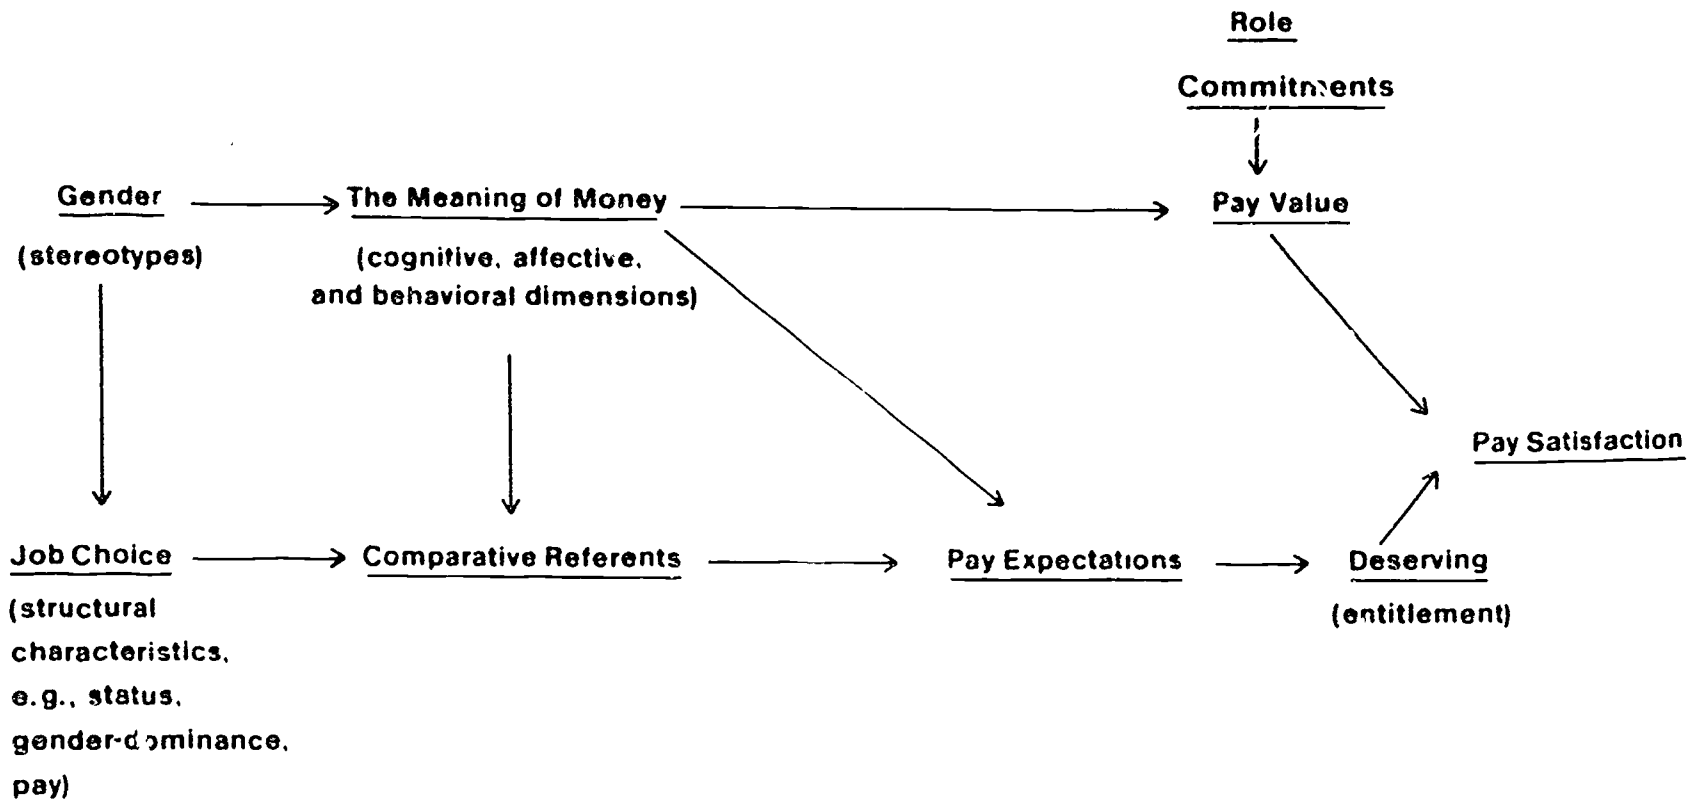 Role
Commitments
Gender
The Meaning of Money
Pay Value
(stereotypes)
(cognitive, affective,
and behavioral dimensions)
Pay Satisfaction
Job Choice
Comparative Referents
Pay Expectations
Deserving
(structural
characteristics,
e.g., status,
gender-dominance,
pay)
(entitlement)